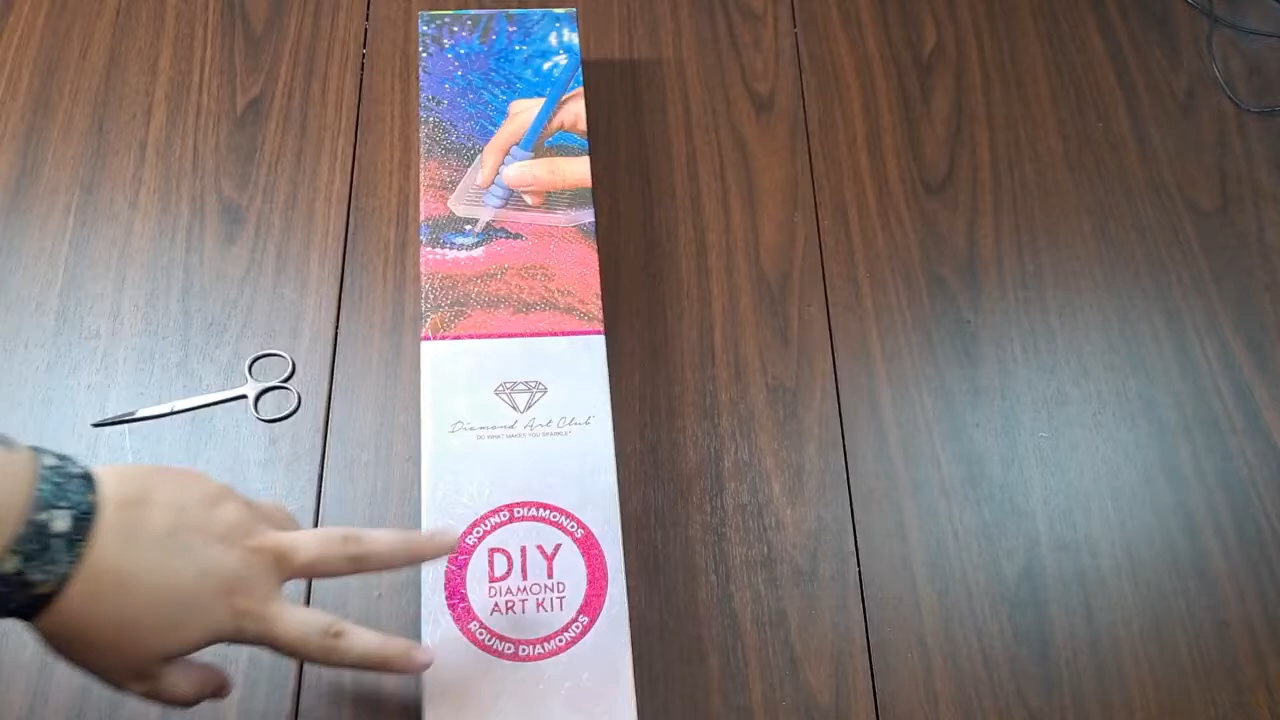 Diamond Art Club
DO WHAT MAKES YOU SPARKLE
ROUND DIAMONDS
DIY
DIAMOND
ART KIT
ROUND DIAMONDS